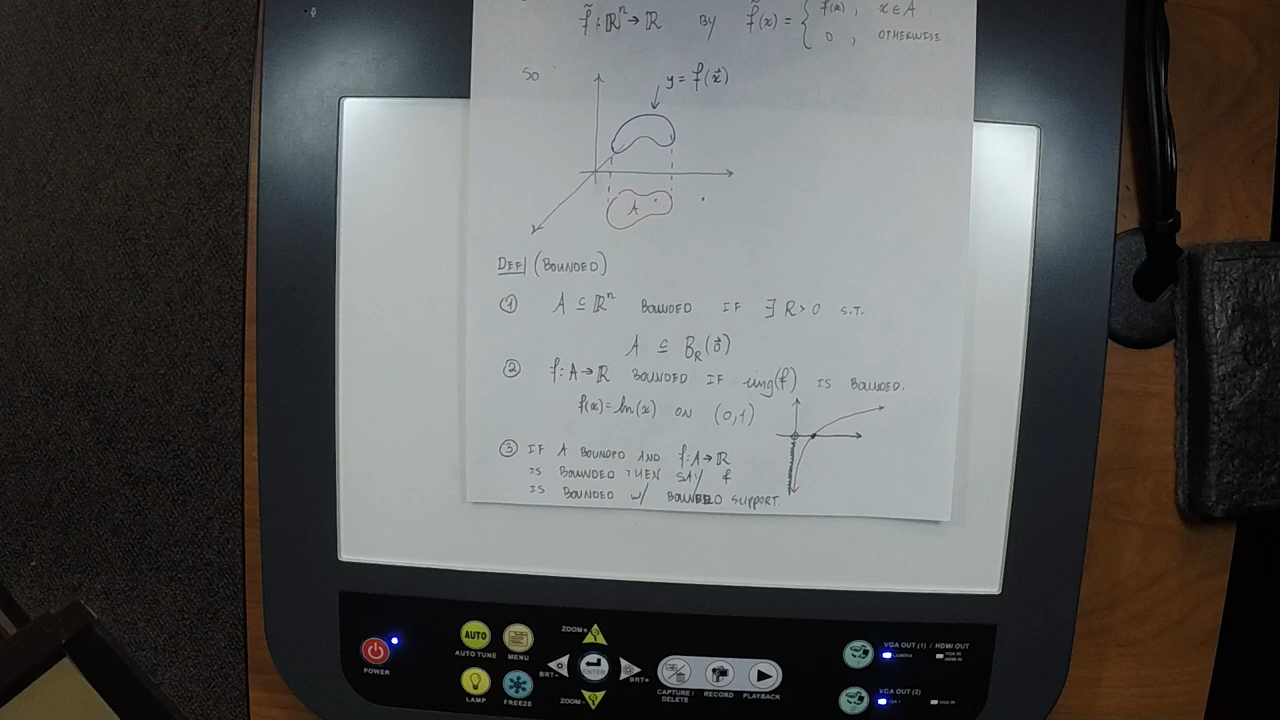 f̃ : ℝⁿ → ℝ BY f̃(x) = { f(x), x ∈ A
0, OTHERWISE
So
y = f(x⃗)
A
DEF (BOUNDED)
① A ⊆ ℝⁿ BOUNDED IF ∃ R > 0 S.T.
A ⊆ B_R(0⃗)
② f: A → ℝ BOUNDED IF img(f) IS BOUNDED.
f(x) = ln(x) ON (0,1)
③ IF A BOUNDED AND f: A → ℝ
IS BOUNDED THEN SAY f
IS BOUNDED W/ BOUNDED SUPPORT.
POWER
AUTO
AUTO TUNE
MENU
LAMP
FREEZE
ZOOM+
BRT-
ENTER
BRT+
ZOOM-
CAPTURE / DELETE
RECORD
PLAYBACK
VGA OUT (1) / HDMI OUT
CAMERA
VGA OUT (2)